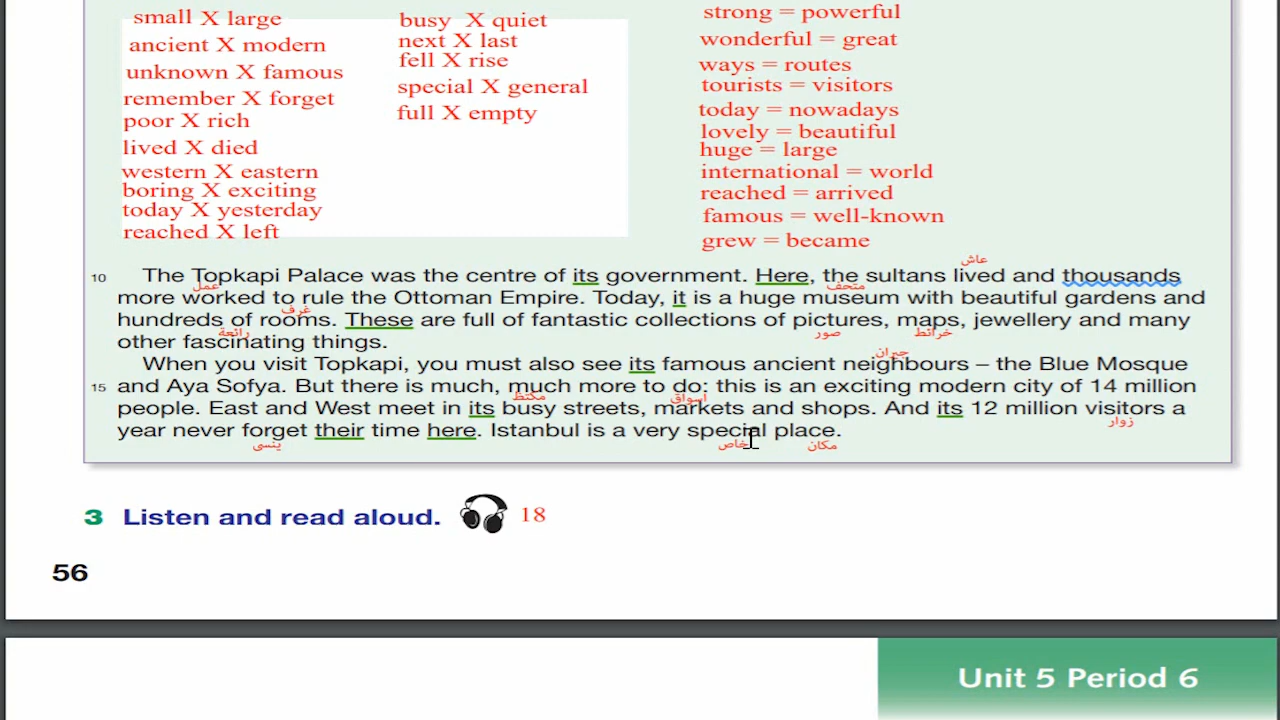 small X large
ancient X modern
unknown X famous
remember X forget
poor X rich
lived X died
western X eastern
boring X exciting
today X yesterday
reached X left
busy X quiet
next X last
fell X rise
special X general
full X empty
strong = powerful
wonderful = great
ways = routes
tourists = visitors
today = nowadays
lovely = beautiful
huge = large
international = world
reached = arrived
famous = well-known
grew = became
عاش
10 The Topkapi Palace was the centre of its government. Here, the sultans lived and thousands
عمل متحف
more worked to rule the Ottoman Empire. Today, it is a huge museum with beautiful gardens and
غرف
hundreds of rooms. These are full of fantastic collections of pictures, maps, jewellery and many
رائعة صور خرائط
other fascinating things.
جيران
When you visit Topkapi, you must also see its famous ancient neighbours – the Blue Mosque
15 and Aya Sofya. But there is much, much more to do: this is an exciting modern city of 14 million
مكتظ اسواق
people. East and West meet in its busy streets, markets and shops. And its 12 million visitors a
زوار
year never forget their time here. Istanbul is a very special place.
ينسى خاص مكان
3 Listen and read aloud. 18
56
Unit 5 Period 6